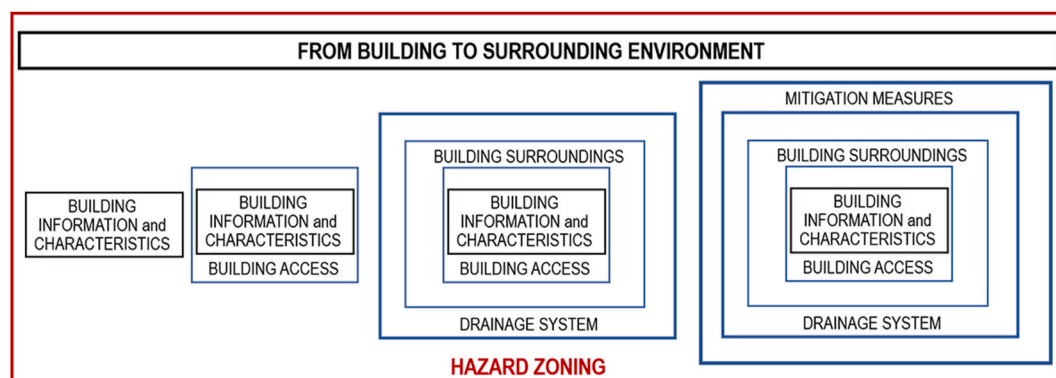 FROM BUILDING TO SURROUNDING ENVIRONMENT
BUILDING
INFORMATION and
CHARACTERISTICS
BUILDING
INFORMATION and
CHARACTERISTICS
BUILDING ACCESS
BUILDING SURROUNDINGS
BUILDING
INFORMATION and
CHARACTERISTICS
BUILDING ACCESS
DRAINAGE SYSTEM
MITIGATION MEASURES
BUILDING SURROUNDINGS
BUILDING
INFORMATION and
CHARACTERISTICS
BUILDING ACCESS
DRAINAGE SYSTEM
HAZARD ZONING